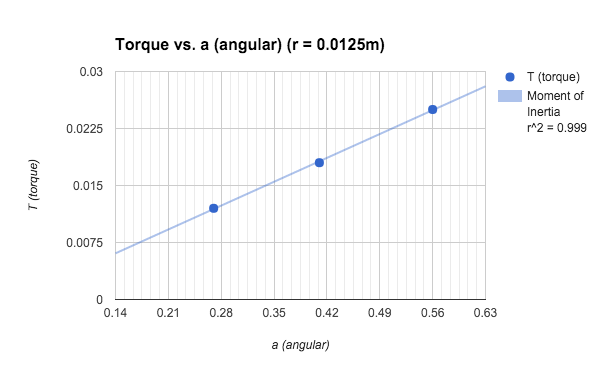 Torque vs. a (angular) (r = 0.0125m)
0.03
0.0225
0.015
0.0075
0
T (torque)
0.14 0.21 0.28 0.35 0.42 0.49 0.56 0.63
a (angular)
T (torque)
Moment of
Inertia
r^2 = 0.999